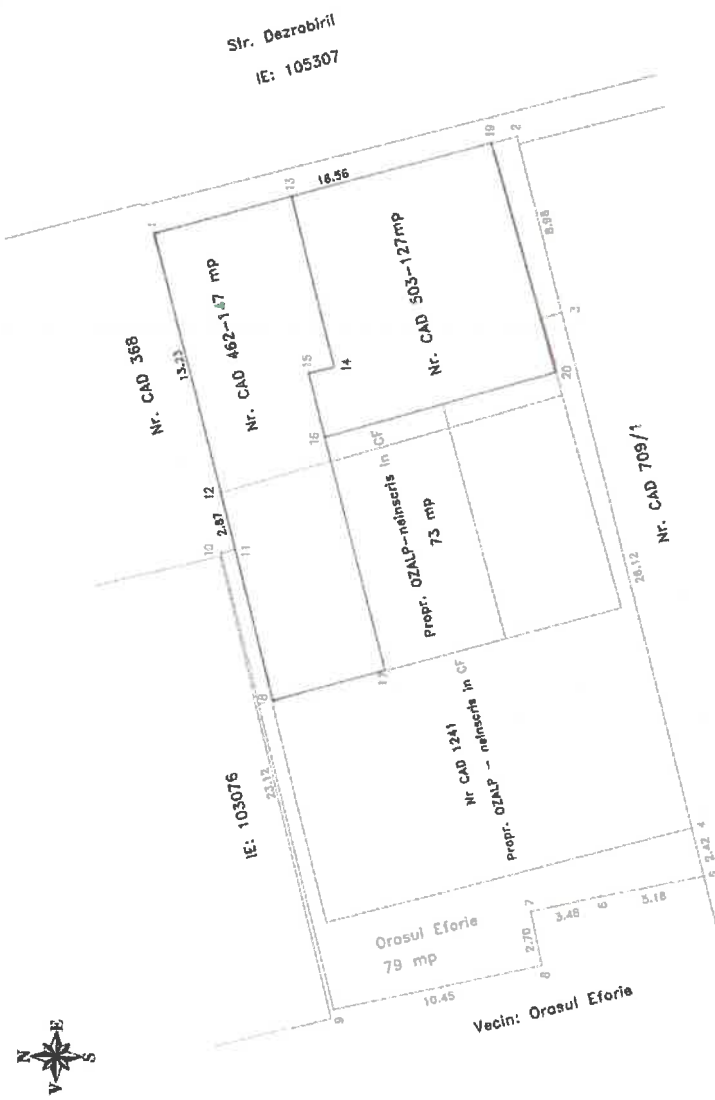 Str. Dezrobirii
IE: 105307
19
2
13
18.56
1
8.98
Nr. CAD 368
13.23
Nr. CAD 462-147 mp
Nr. CAD 503-127mp
15
14
3
20
16
12
2.87
10
11
Propr. OZALP-neinscris in CF
73 mp
Nr. CAD 709/1
26.12
18
17
Nr CAD 1241
Propr. OZALP - neinscris in CF
IE: 103076
23.12
4
2.42
5
7
3.48
6
5.18
2.70
8
Orasul Eforie
79 mp
10.45
9
Vecin: Orasul Eforie
N
V
E
S